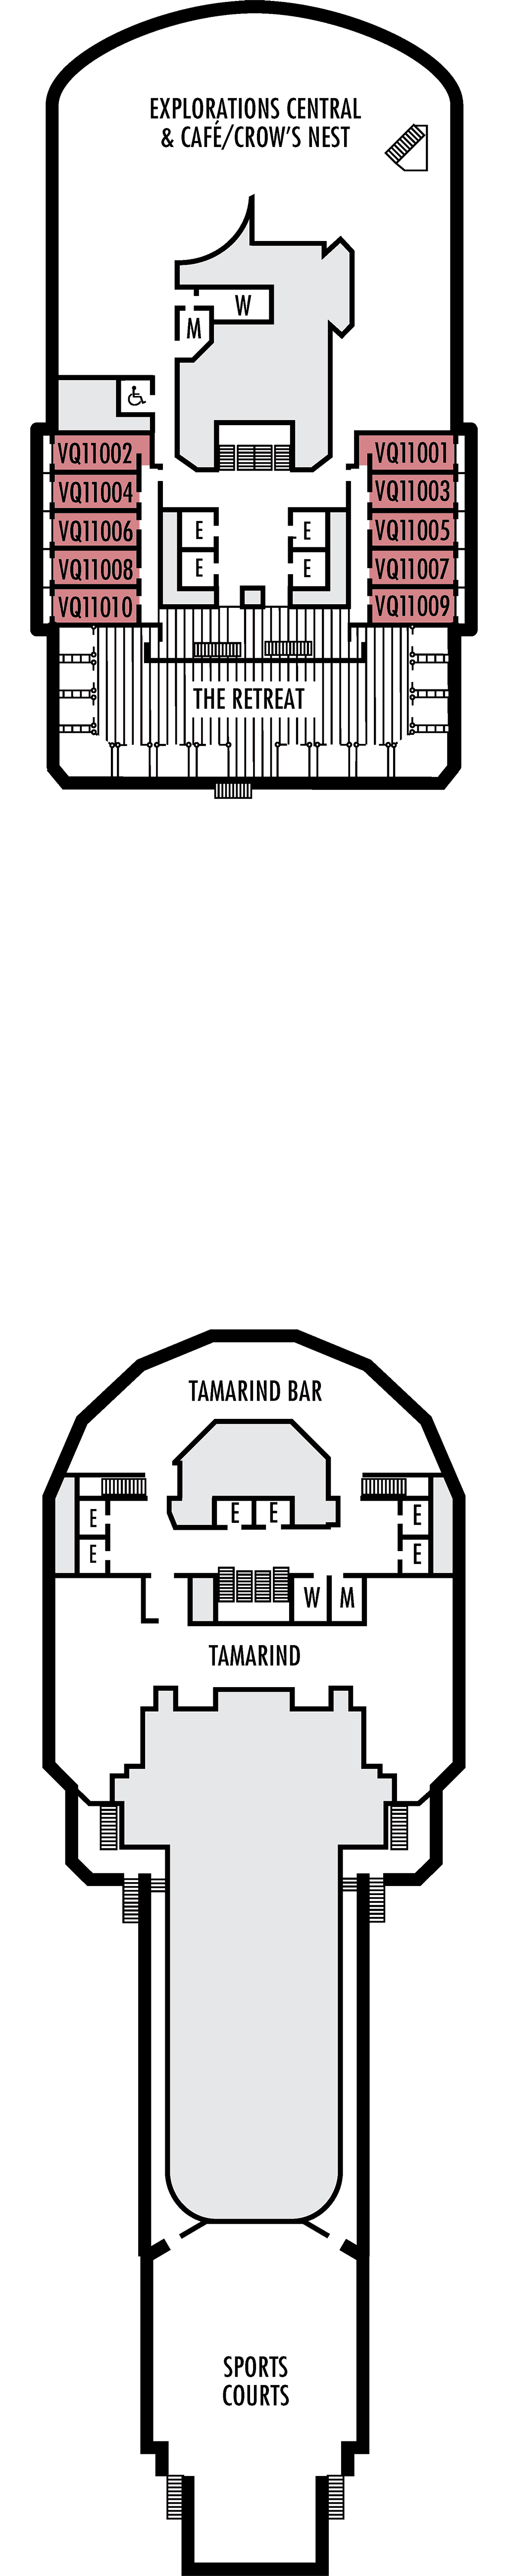 EXPLORATIONS CENTRAL
& CAFÉ/CROW'S NEST
W
M
VQ11002
VQ11001
VQ11004
VQ11003
E
E
VQ11006
VQ11005
E
E
VQ11008
VQ11007
VQ11010
VQ11009
THE RETREAT
TAMARIND BAR
E
E
E
E
E
E
W
M
TAMARIND
SPORTS
COURTS